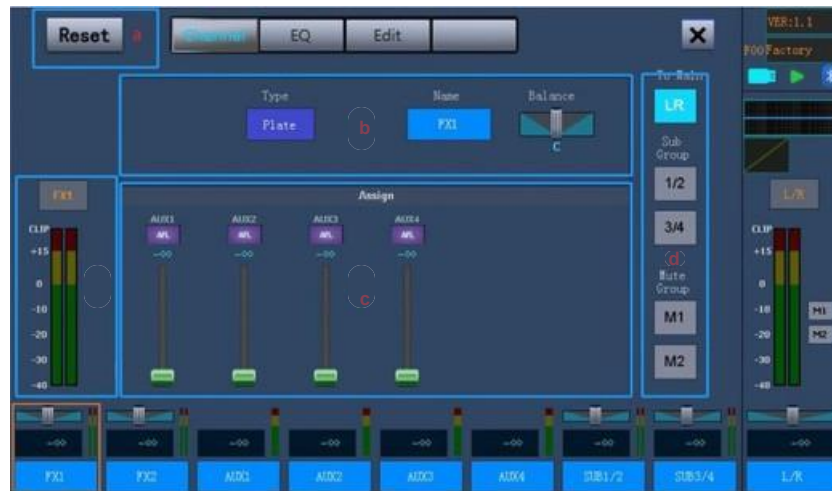 Reset
a
Channel
EQ
Edit
VER:1.1
P00Factory
To Main
LR
Type
Name
Balance
Plate
b
FX1
C
Sub
Group
1/2
3/4
d
Mute
Group
M1
M2
FX1
CLIP
+15
0
-10
-20
-30
-40
Assign
AUX1
AUX2
AUX3
AUX4
AFL
AFL
AFL
AFL
-∞
-∞
-∞
-∞
c
L/R
CLIP
+15
0
-10
-20
-30
-40
M1
M2
-∞
-∞
-∞
-∞
-∞
-∞
-∞
-∞
-∞
FX1
FX2
AUX1
AUX2
AUX3
AUX4
SUB1/2
SUB3/4
L/R